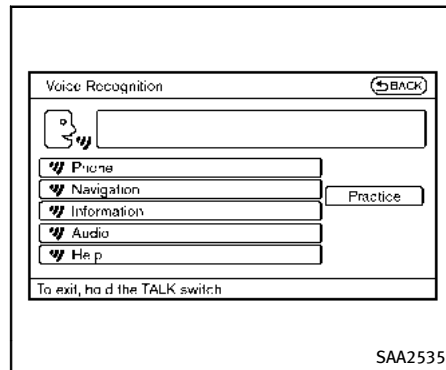 Voice Recognition
BACK
Phone
Navigation
Practice
Information
Audio
Help
To exit, hold the TALK switch
SAA2535